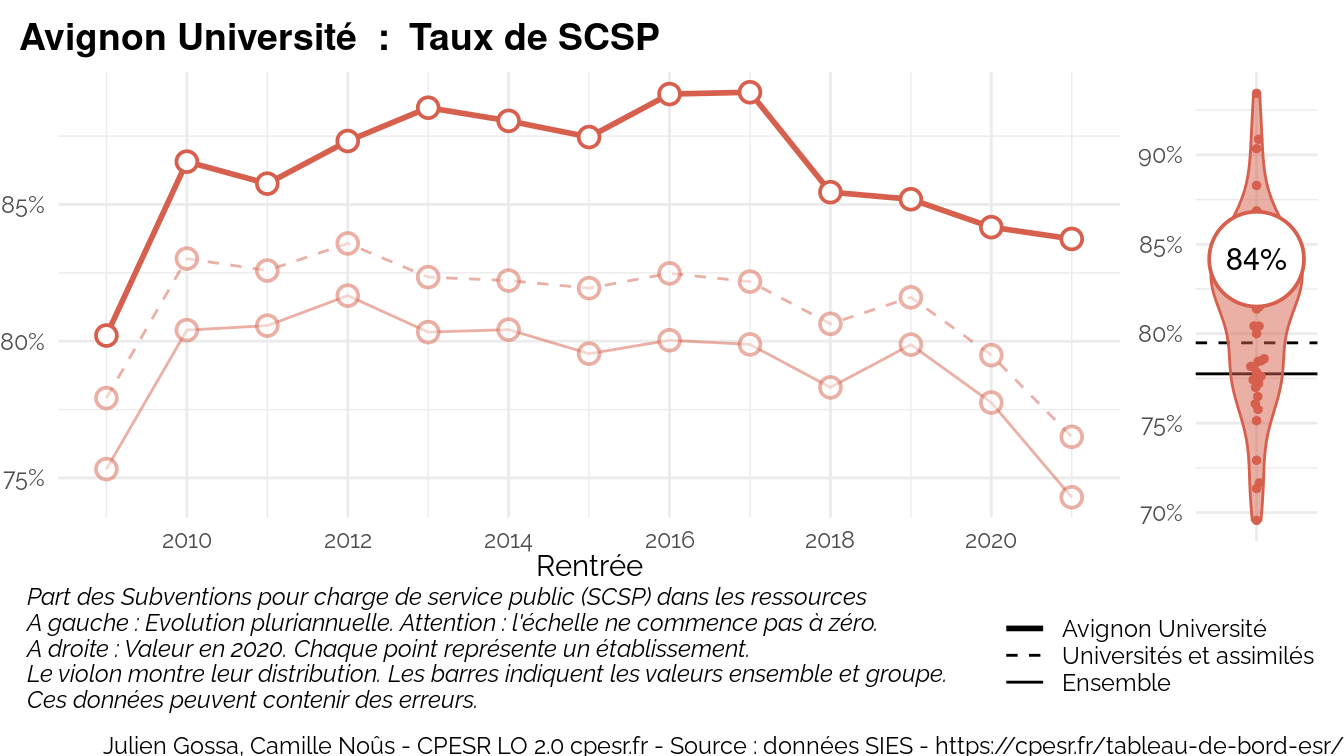 Avignon Université : Taux de SCSP
85%
80%
75%
2010 2012 2014 2016 2018 2020
Rentrée
90%
85%
80%
75%
70%
84%
Part des Subventions pour charge de service public (SCSP) dans les ressources
A gauche : Evolution pluriannuelle. Attention : l'échelle ne commence pas à zéro.
A droite : Valeur en 2020. Chaque point représente un établissement.
Le violon montre leur distribution. Les barres indiquent les valeurs ensemble et groupe.
Ces données peuvent contenir des erreurs.
Avignon Université
Universités et assimilés
Ensemble
Julien Gossa, Camille Noûs - CPESR LO 2.0 cpesr.fr - Source : données SIES - https://cpesr.fr/tableau-de-bord-esr/